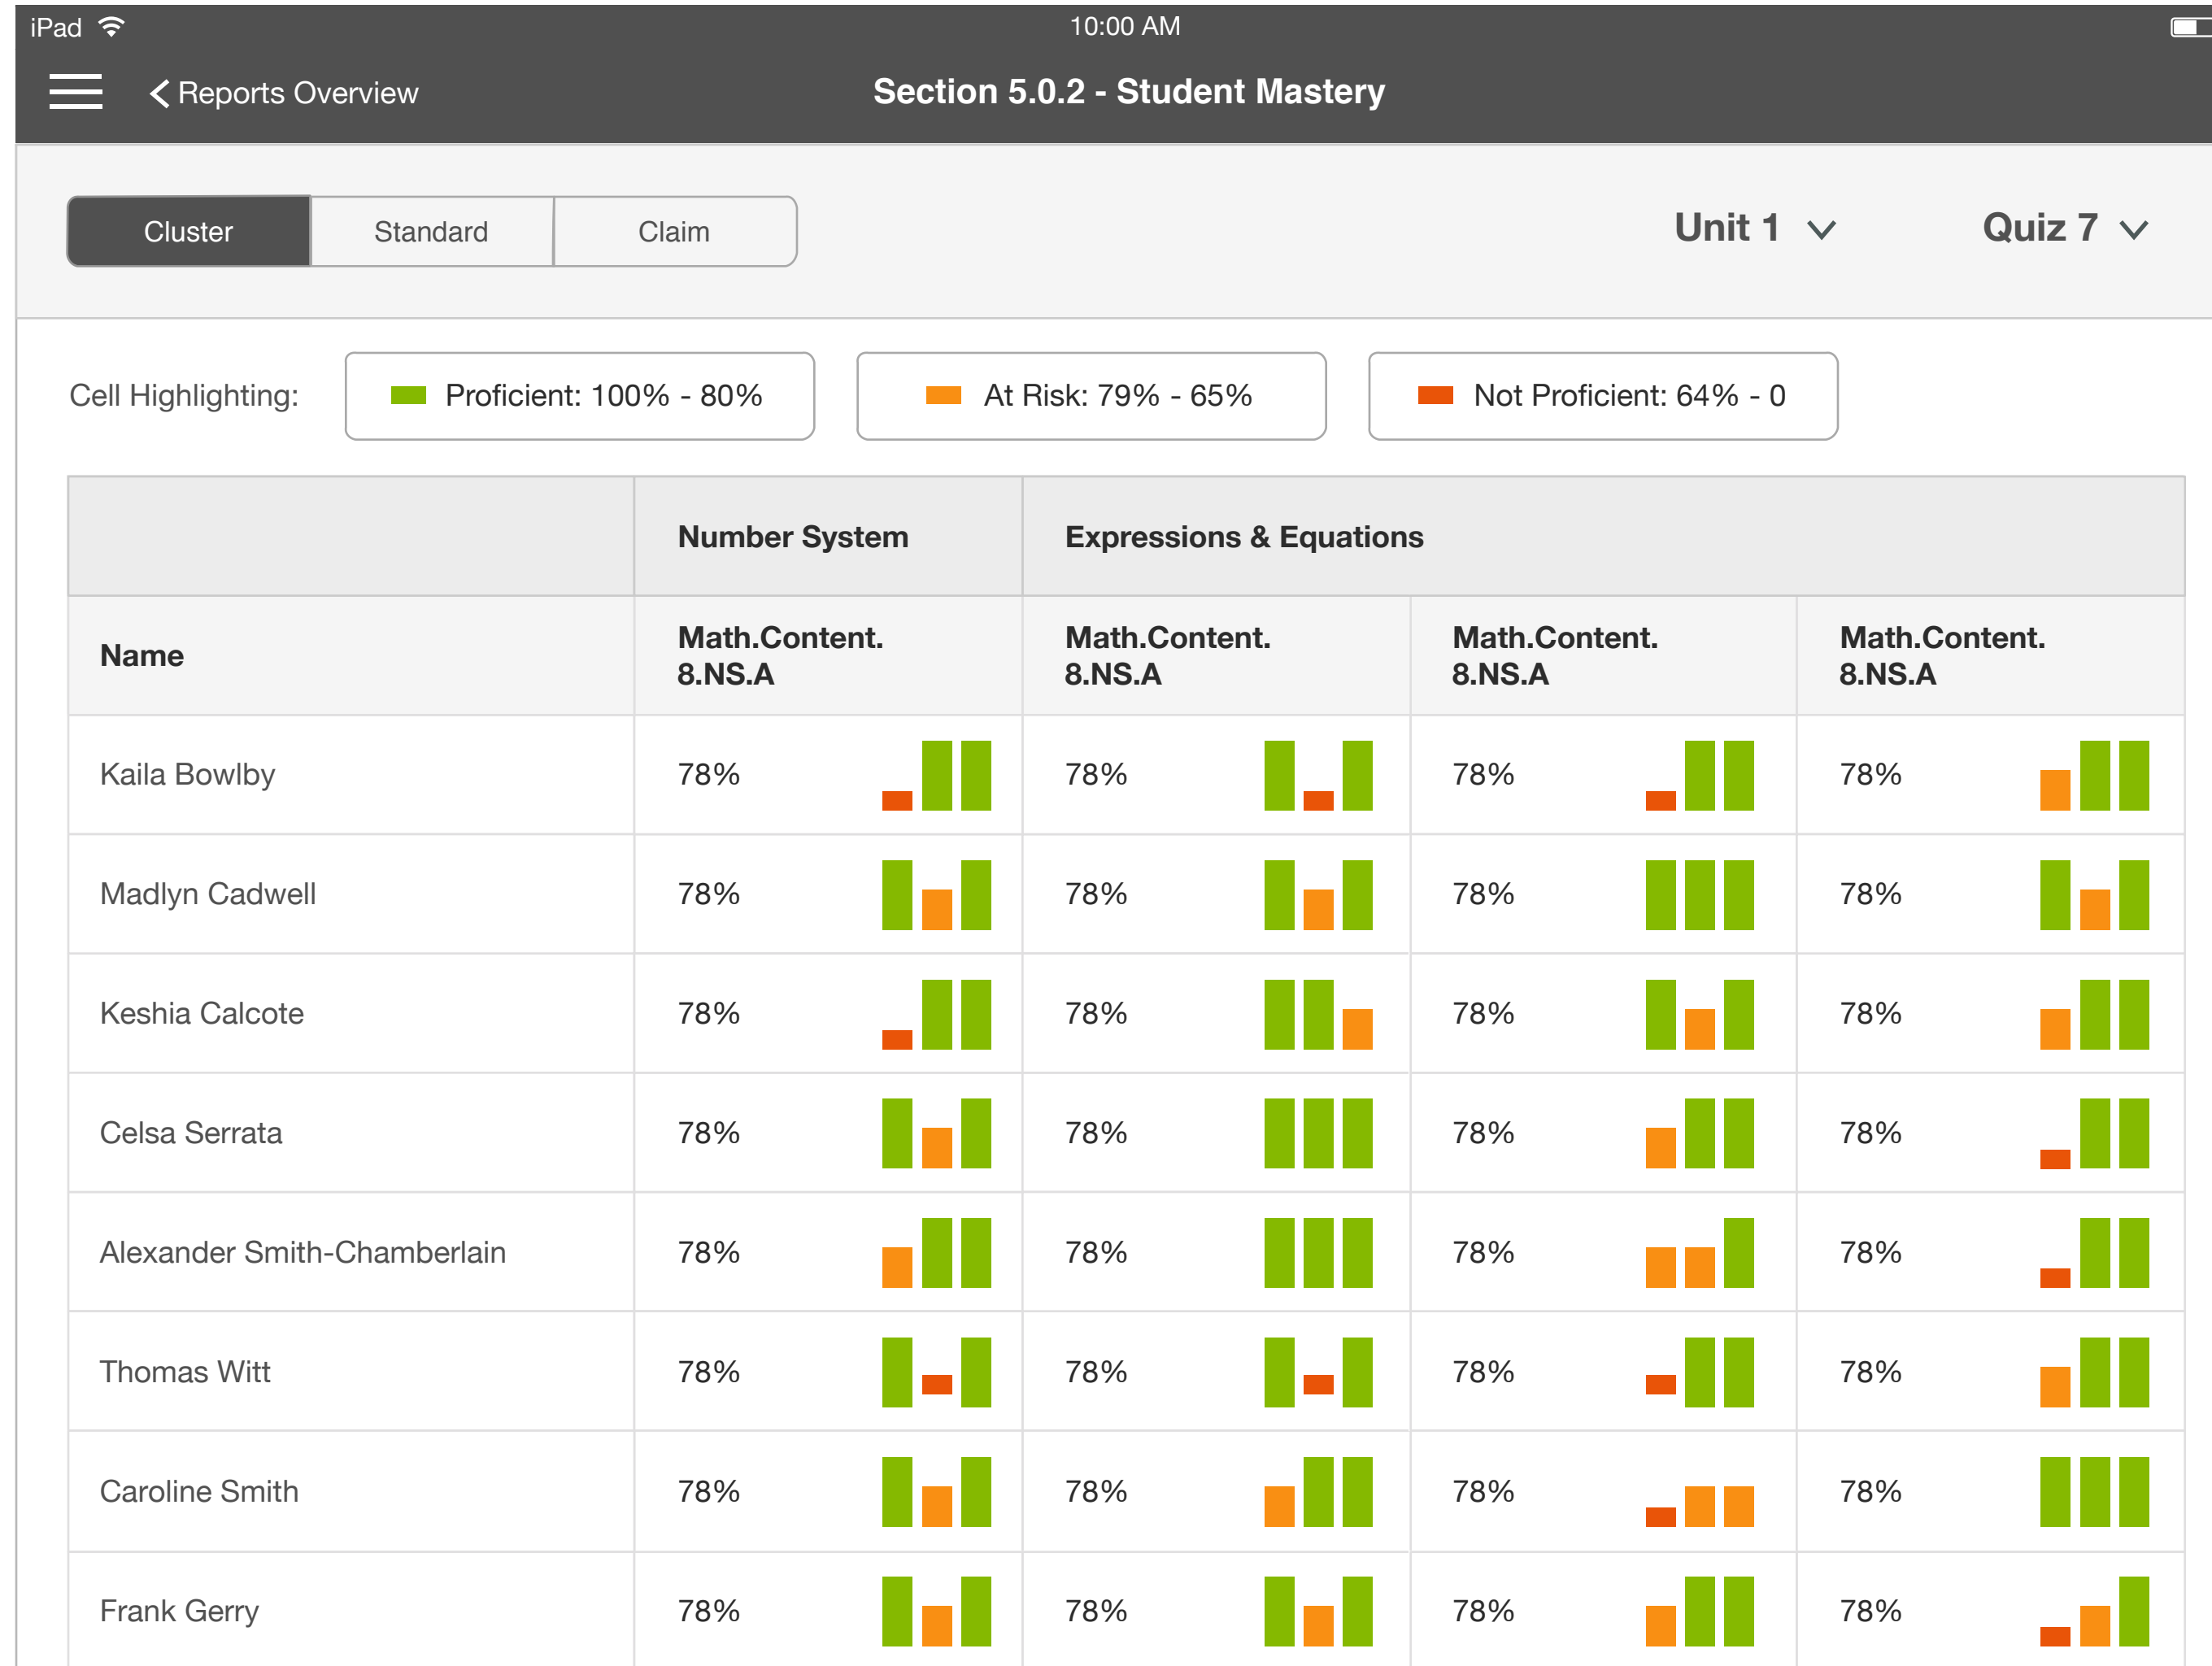 iPad
10:00 AM
Reports Overview
Section 5.0.2 - Student Mastery
Cluster
Standard
Claim
Unit 1
Quiz 7
Cell Highlighting:
Proficient: 100% - 80%
At Risk: 79% - 65%
Not Proficient: 64% - 0
Number System
Expressions & Equations
Name
Math.Content.
8.NS.A
Math.Content.
8.NS.A
Math.Content.
8.NS.A
Math.Content.
8.NS.A
Kaila Bowlby 78% 78% 78% 78%
Madlyn Cadwell 78% 78% 78% 78%
Keshia Calcote 78% 78% 78% 78%
Celsa Serrata 78% 78% 78% 78%
Alexander Smith-Chamberlain 78% 78% 78% 78%
Thomas Witt 78% 78% 78% 78%
Caroline Smith 78% 78% 78% 78%
Frank Gerry 78% 78% 78% 78%